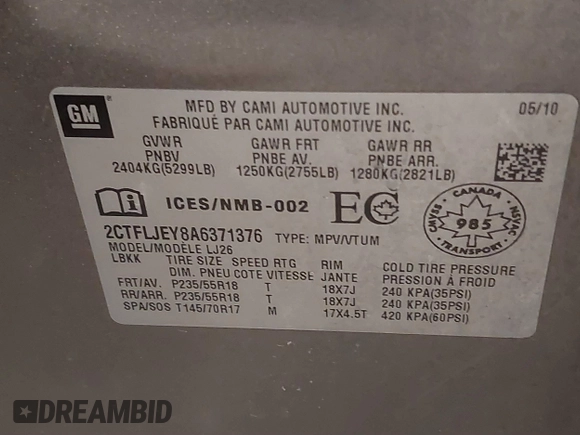 GM
MFD BY CAMI AUTOMOTIVE INC.
05/10
FABRIQUÉ PAR CAMI AUTOMOTIVE INC.
GVWR GAWR FRT GAWR RR
PNBV PNBE AV. PNBE ARR.
2404KG(5299LB) 1250KG(2755LB) 1280KG(2821LB)
ICES/NMB-002 EC
CANADA
CMVSS NSVAC
985
TRANSPORT
2CTFLJEY8A6371376 TYPE: MPV/VTUM
MODEL/MODÈLE LJ26
LBKK TIRE SIZE SPEED RTG RIM COLD TIRE PRESSURE
DIM. PNEU COTE VITESSE JANTE PRESSION À FROID
FRT/AV. P235/55R18 T 18X7J 240 KPA(35PSI)
RR/ARR. P235/55R18 T 18X7J 240 KPA(35PSI)
SPA/SOS T145/70R17 M 17X4.5T 420 KPA(60PSI)
DREAMBID